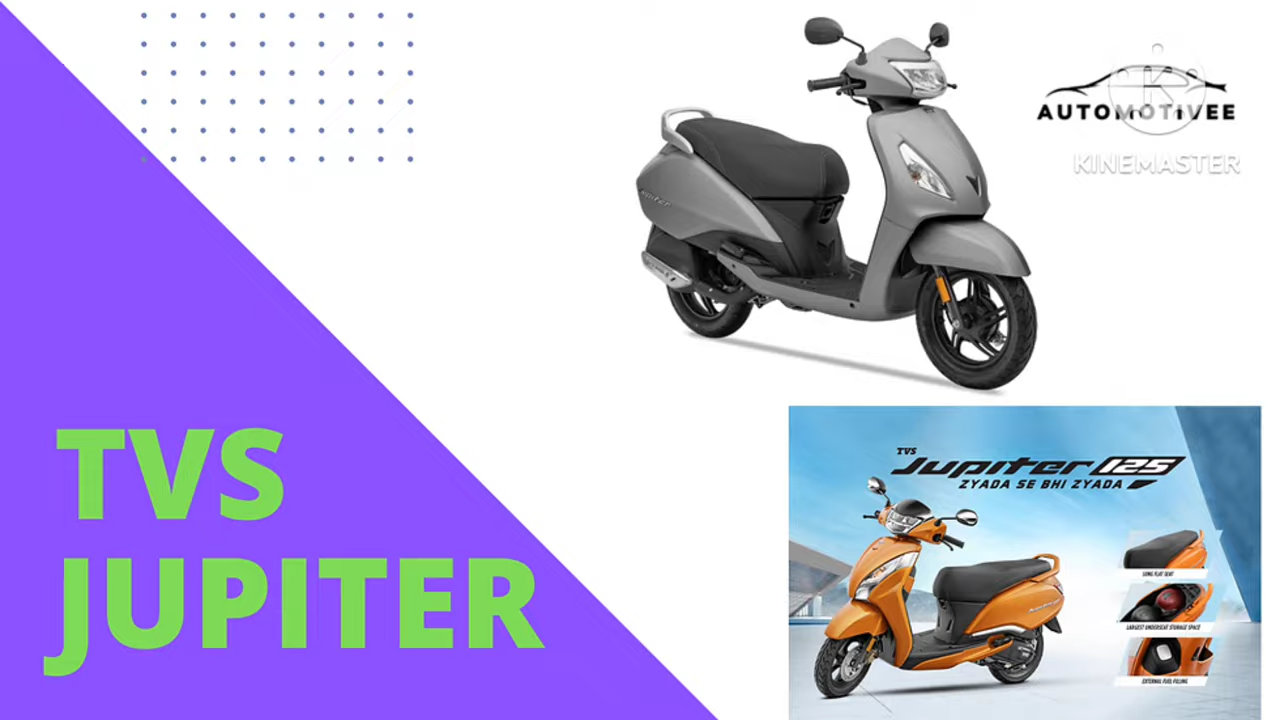 AUTOMOTIVEE
KINEMASTER
Jupiter
TVS
JUPITER
TVS
Jupiter 125
ZYADA SE BHI ZYADA
LONG FLAT SEAT
LARGEST UNDERSEAT STORAGE SPACE
EXTERNAL FUEL FILLING